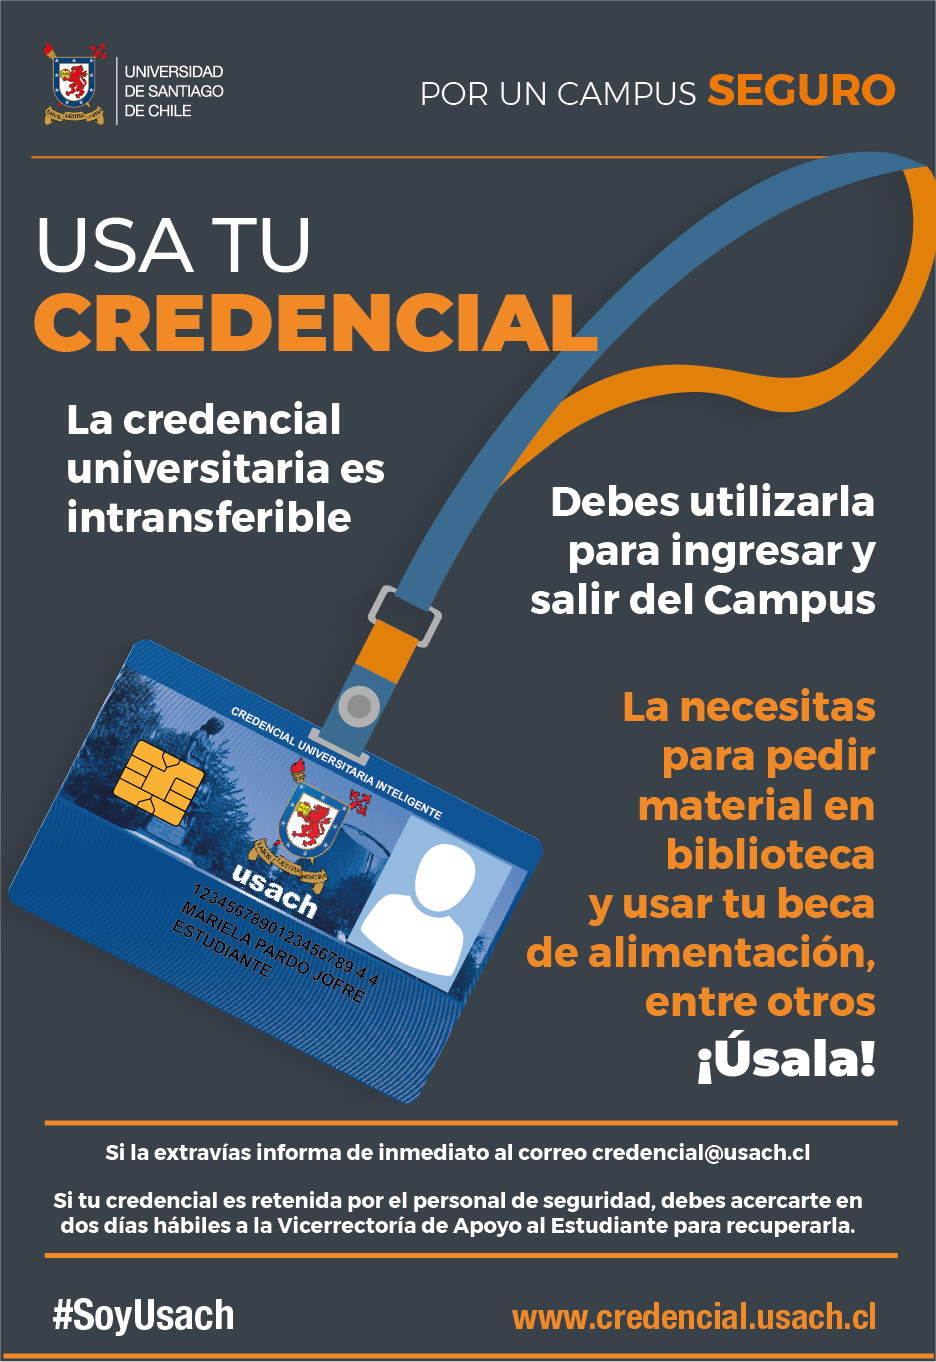 UNIVERSIDAD
DE SANTIAGO
DE CHILE
POR UN CAMPUS SEGURO
USA TU
CREDENCIAL
La credencial
universitaria es
intransferible
Debes utilizarla
para ingresar y
salir del Campus
La necesitas
para pedir
material en
biblioteca
y usar tu beca
de alimentación,
entre otros
¡Úsala!
CREDENCIAL UNIVERSITARIA INTELIGENTE
usach
1234567890123456789 4 4
MARIELA PARDO JOFRE
ESTUDIANTE
Si la extravías informa de inmediato al correo credencial@usach.cl
Si tu credencial es retenida por el personal de seguridad, debes acercarte en
dos días hábiles a la Vicerrectoría de Apoyo al Estudiante para recuperarla.
#SoyUsach
www.credencial.usach.cl